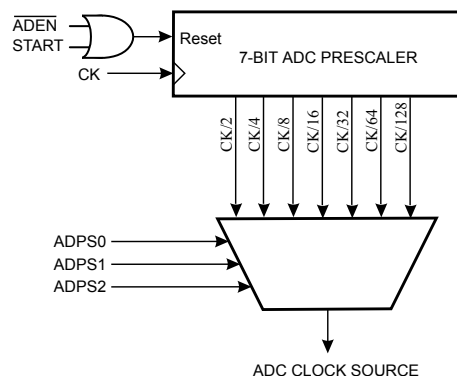 ADEN
START
Reset
7-BIT ADC PRESCALER
CK
CK/2
CK/4
CK/8
CK/16
CK/32
CK/64
CK/128
ADPS0
ADPS1
ADPS2
ADC CLOCK SOURCE